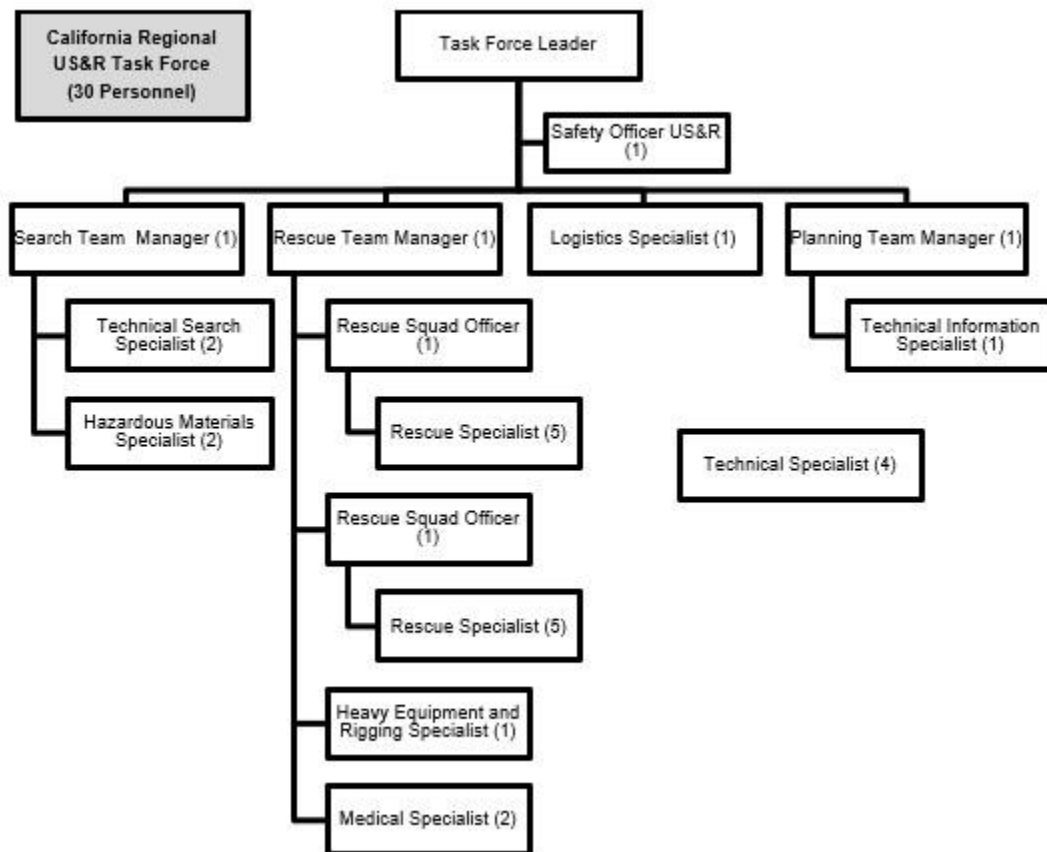 California Regional
US&R Task Force
(30 Personnel)
Task Force Leader
Safety Officer US&R
(1)
Search Team Manager (1)
Rescue Team Manager (1)
Logistics Specialist (1)
Planning Team Manager (1)
Technical Search
Specialist (2)
Hazardous Materials
Specialist (2)
Rescue Squad Officer
(1)
Rescue Specialist (5)
Rescue Squad Officer
(1)
Rescue Specialist (5)
Heavy Equipment and
Rigging Specialist (1)
Medical Specialist (2)
Technical Information
Specialist (1)
Technical Specialist (4)